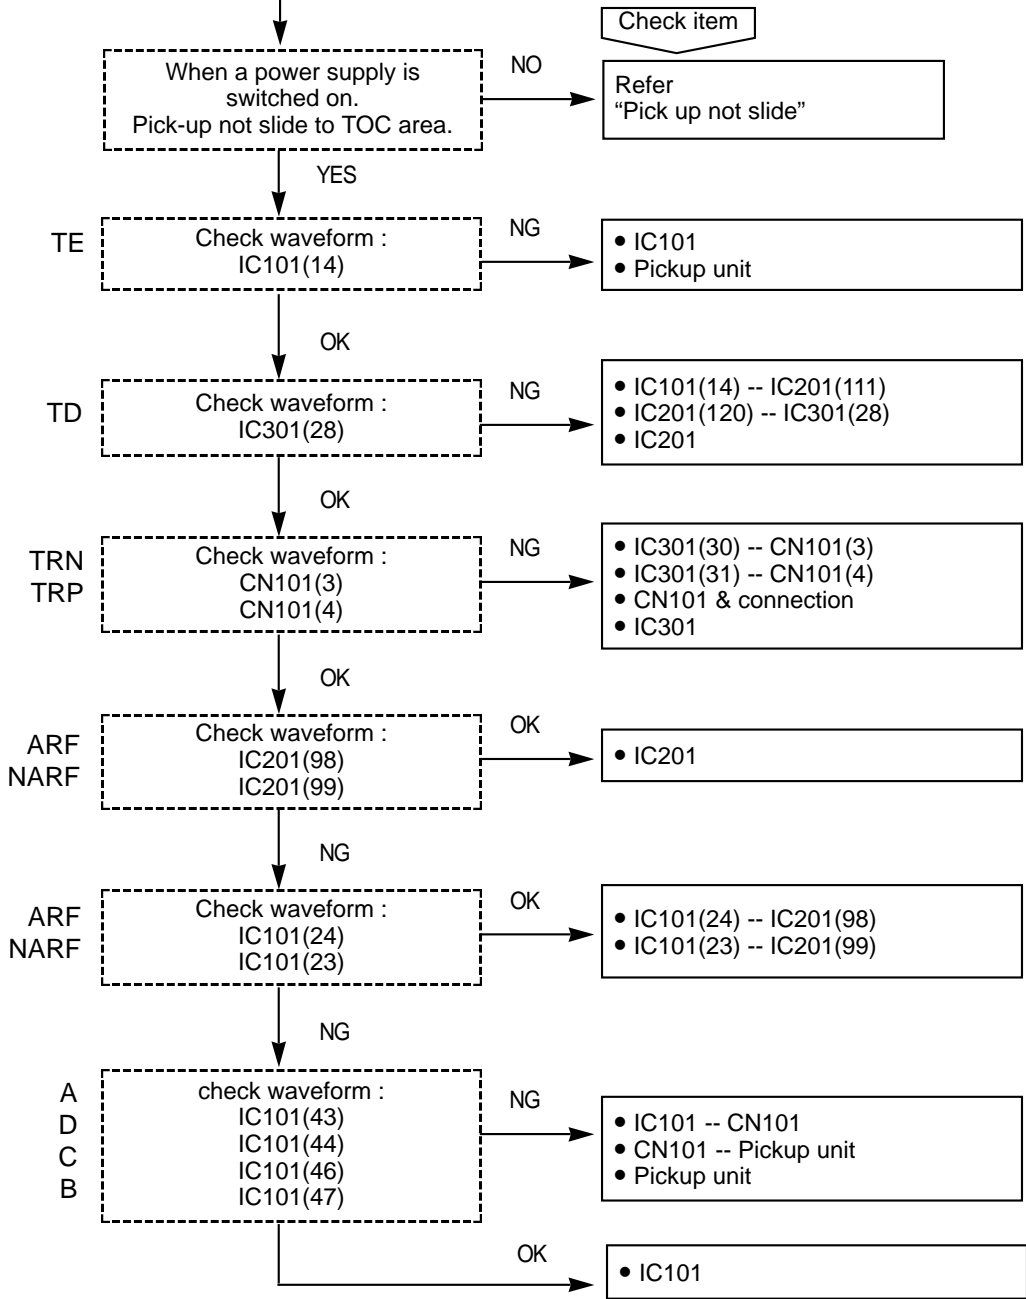 Check item
When a power supply is
switched on.
Pick-up not slide to TOC area.
NO
Refer
“Pick up not slide”
YES
TE
Check waveform :
IC101(14)
NG
● IC101
● Pickup unit
OK
TD
Check waveform :
IC301(28)
NG
● IC101(14) -- IC201(111)
● IC201(120) -- IC301(28)
● IC201
OK
TRN
TRP
Check waveform :
CN101(3)
CN101(4)
NG
● IC301(30) -- CN101(3)
● IC301(31) -- CN101(4)
● CN101 & connection
● IC301
OK
ARF
NARF
Check waveform :
IC201(98)
IC201(99)
OK
● IC201
NG
ARF
NARF
Check waveform :
IC101(24)
IC101(23)
OK
● IC101(24) -- IC201(98)
● IC101(23) -- IC201(99)
NG
A
D
C
B
check waveform :
IC101(43)
IC101(44)
IC101(46)
IC101(47)
NG
● IC101 -- CN101
● CN101 -- Pickup unit
● Pickup unit
OK
● IC101